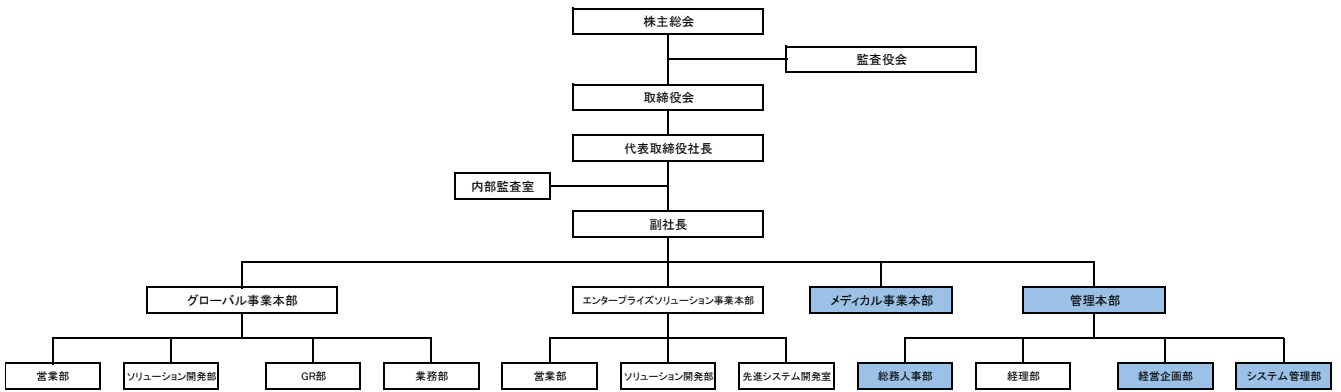 株主総会
監査役会
取締役会
代表取締役社長
内部監査室
副社長
グローバル事業本部
エンタープライズソリューション事業本部
メディカル事業本部
管理本部
営業部
ソリューション開発部
GR部
業務部
営業部
ソリューション開発部
先進システム開発室
総務人事部
経理部
経営企画部
システム管理部